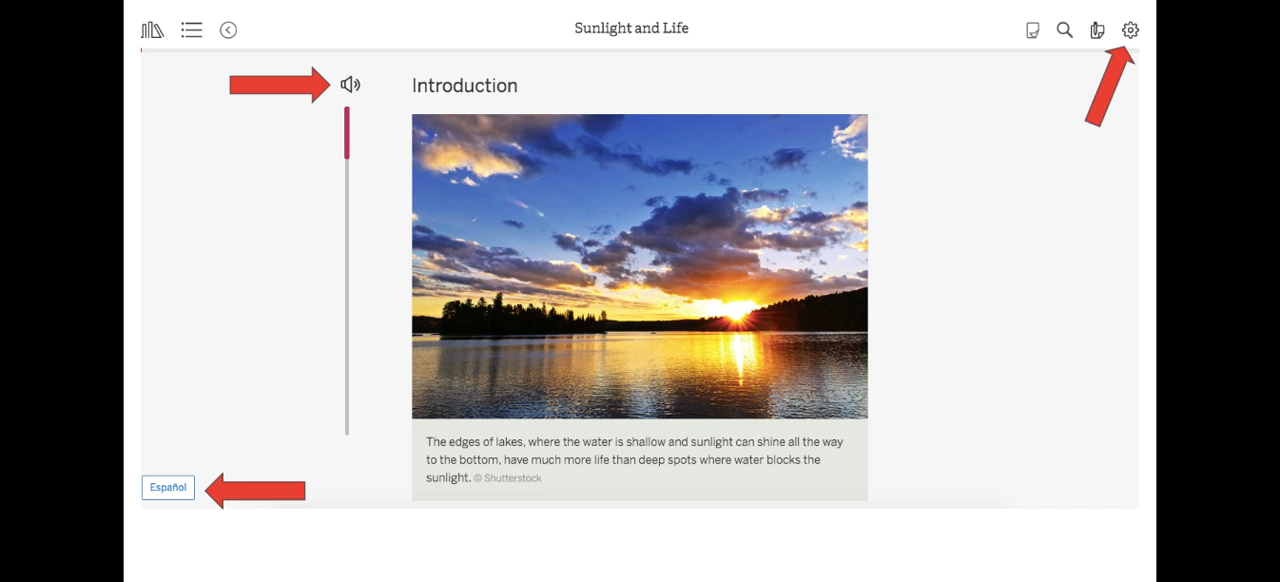 Sunlight and Life
Introduction
The edges of lakes, where the water is shallow and sunlight can shine all the way
to the bottom, have much more life than deep spots where water blocks the
sunlight. © Shutterstock
Español